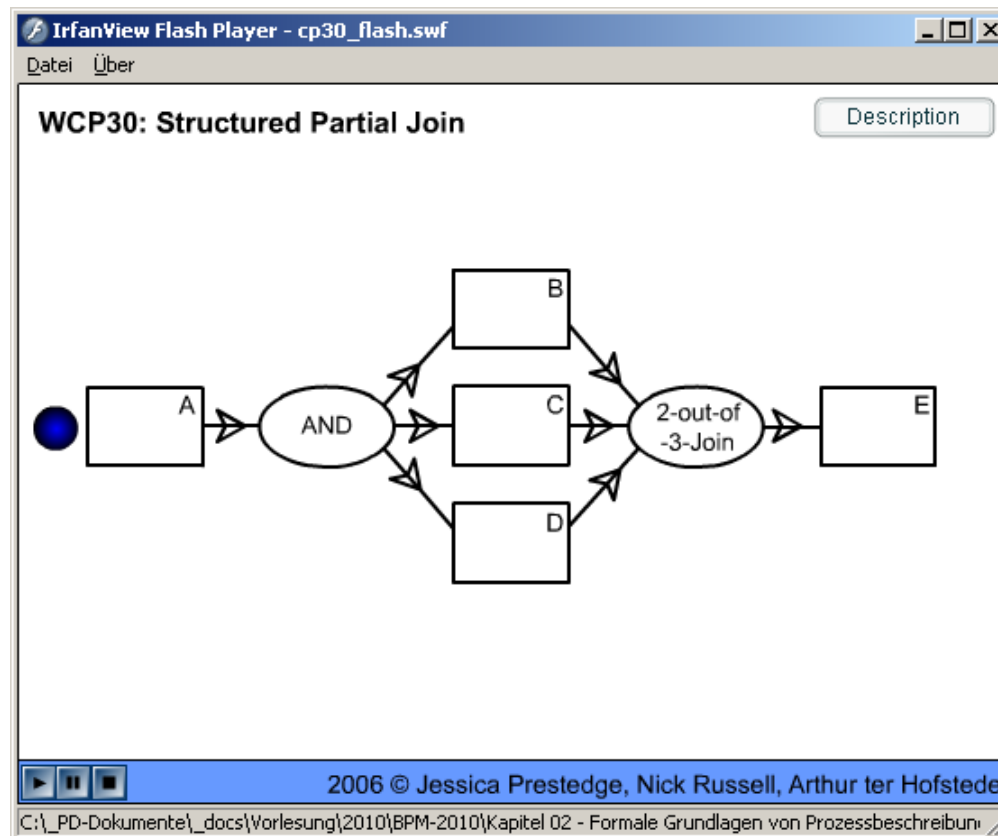 IrfanView Flash Player - cp30_flash.swf
Datei Über
WCP30: Structured Partial Join
Description
B
A
AND
C
2-out-of
-3-Join
E
D
2006 © Jessica Prestedge, Nick Russell, Arthur ter Hofstede
C:\_PD-Dokumente\_docs\Vorlesung\2010\BPM-2010\Kapitel 02 - Formale Grundlagen von Prozessbeschreibun